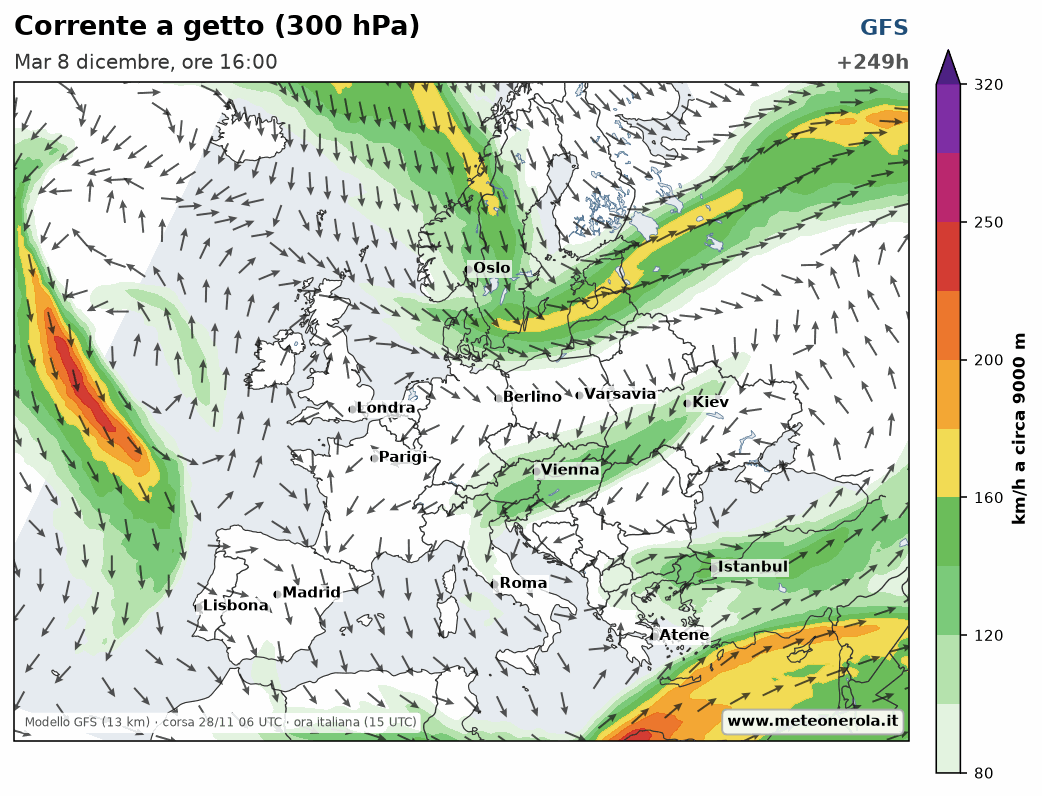 Corrente a getto (300 hPa)
GFS
Mar 8 dicembre, ore 16:00
+249h
320
250
200
160
120
80
km/h a circa 9000 m
Oslo
Berlino
Varsavia
Kiev
Londra
Parigi
Vienna
Istanbul
Roma
Madrid
Lisbona
Atene
Modello GFS (13 km) · corsa 28/11 06 UTC · ora italiana (15 UTC)
www.meteonerola.it